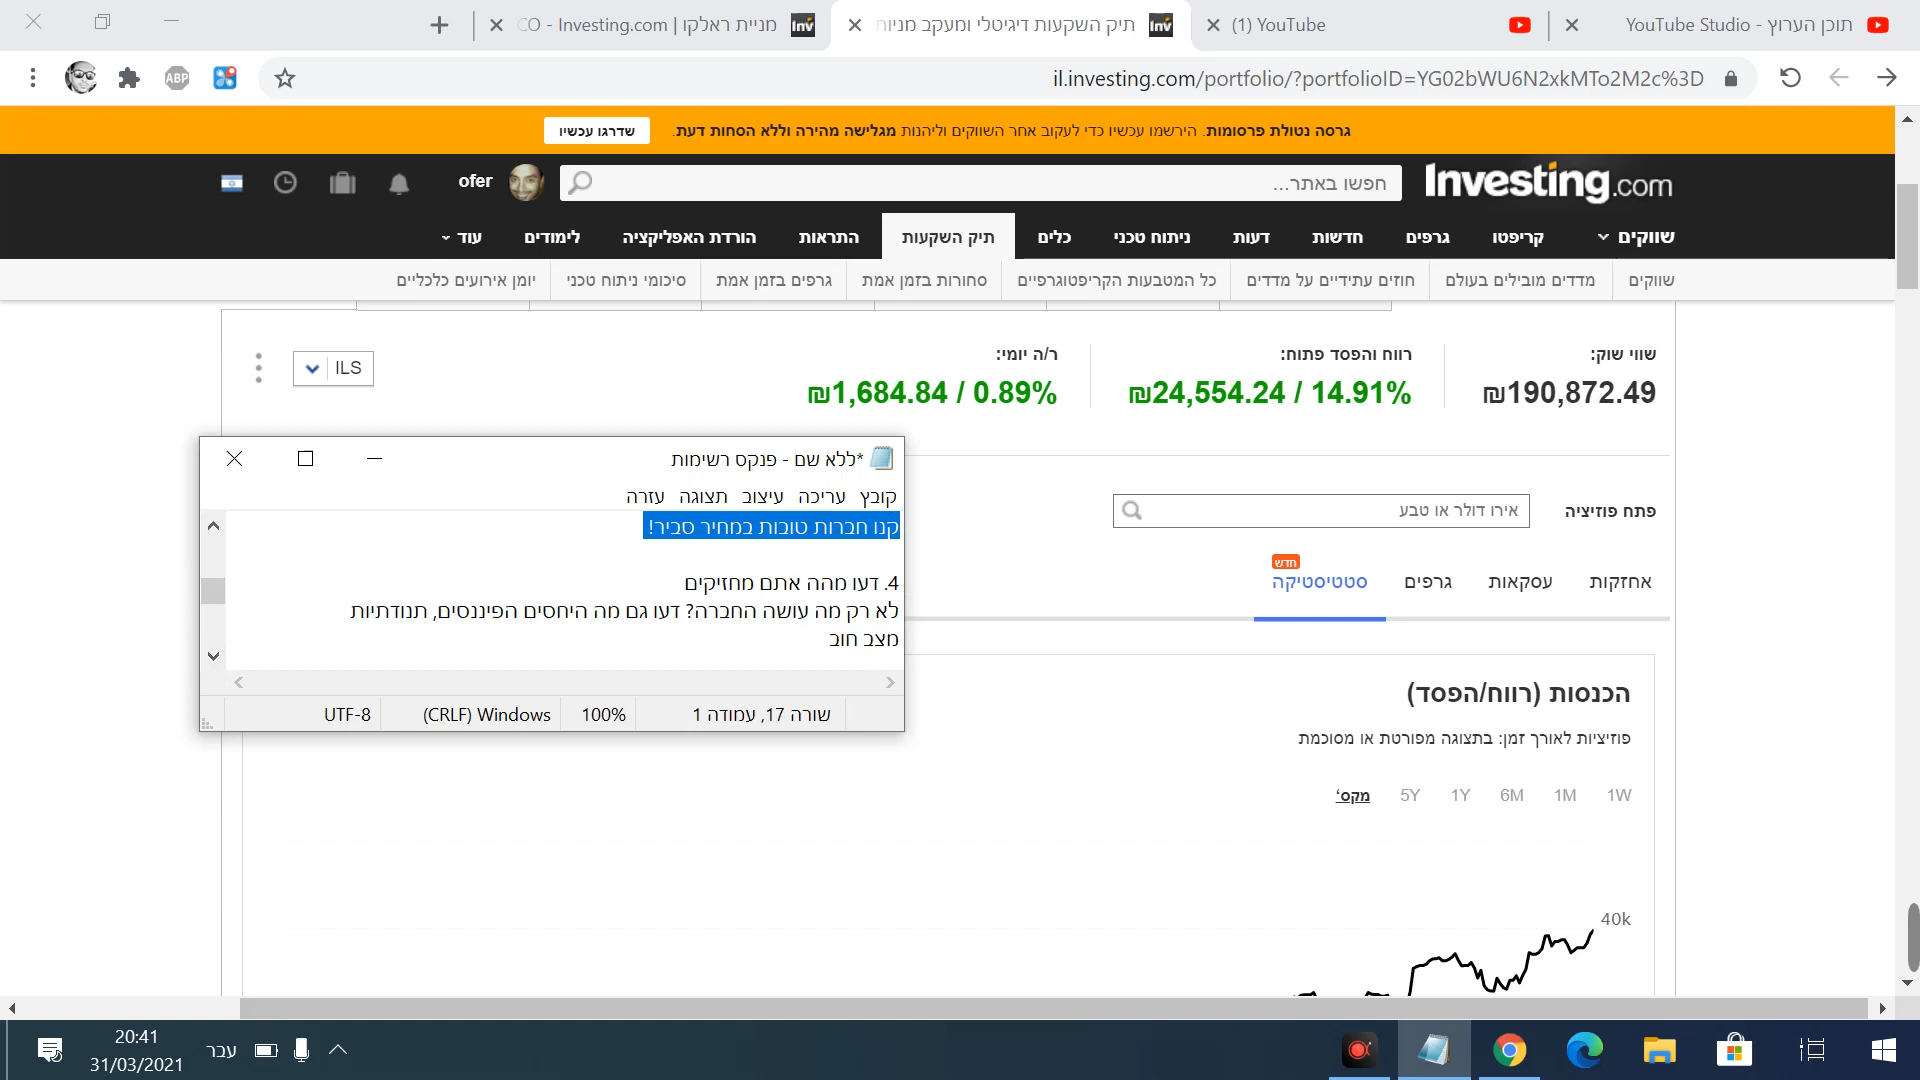 תוכן הערוץ - YouTube Studio
(1) YouTube
תיק השקעות דיגיטלי ומעקב מניות
מניית ראלקו | CO - Investing.com
il.investing.com/portfolio/?portfolioID=YG02bWU6N2xkMTo2M2c%3D
ABP
גרסה נטולת פרסומות. הירשמו עכשיו כדי לעקוב אחר השווקים וליהנות מגלישה מהירה וללא הסחות דעת.
שדרגו עכשיו
Investing.com
חפשו באתר...
ofer
שווקים
קריפטו
גרפים
חדשות
דעות
ניתוח טכני
כלים
תיק השקעות
התראות
הורדת האפליקציה
לימודים
עוד
שווקים
מדדים מובילים בעולם
חוזים עתידיים על מדדים
כל המטבעות הקריפטוגרפיים
סחורות בזמן אמת
גרפים בזמן אמת
סיכומי ניתוח טכני
יומן אירועים כלכליים
שווי שוק:
₪190,872.49
רווח והפסד פתוח:
₪24,554.24 / 14.91%
ר/ה יומי:
₪1,684.84 / 0.89%
ILS
פתח פוזיציה
אירו דולר או טבע
אחזקות
עסקאות
גרפים
חדש
סטטיסטיקה
*ללא שם - פנקס רשימות
קובץ עריכה עיצוב תצוגה עזרה
קנו חברות טובות במחיר סביר!
4. דעו מהה אתם מחזיקים
לא רק מה עושה החברה? דעו גם מה היחסים הפיננסים, תנודתיות
מצב חוב
שורה 17, עמודה 1
100%
Windows (CRLF)
UTF-8
הכנסות (רווח/הפסד)
פוזיציות לאורך זמן: בתצוגה מפורטת או מסוכמת
1W
1M
6M
1Y
5Y
מקס'
40k
עבר
20:41
31/03/2021